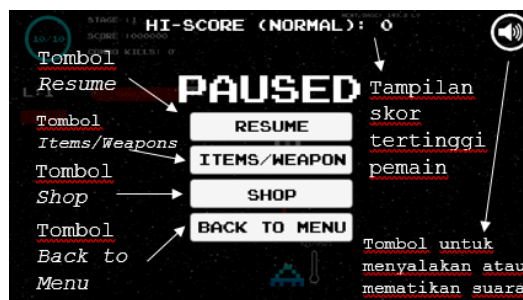 STAGE :1
HI-SCORE (NORMAL): 0
10/10
SCORE :000000
COMBO KILLS: 0
Tombol
Resume
PAUSED
Tampilan
skor
tertinggi
pemain
RESUME
Tombol
Items/Weapons
ITEMS/WEAPON
Tombol
Shop
SHOP
Tombol
Back to
Menu
BACK TO MENU
Tombol untuk
menyalakan atau
mematikan suara